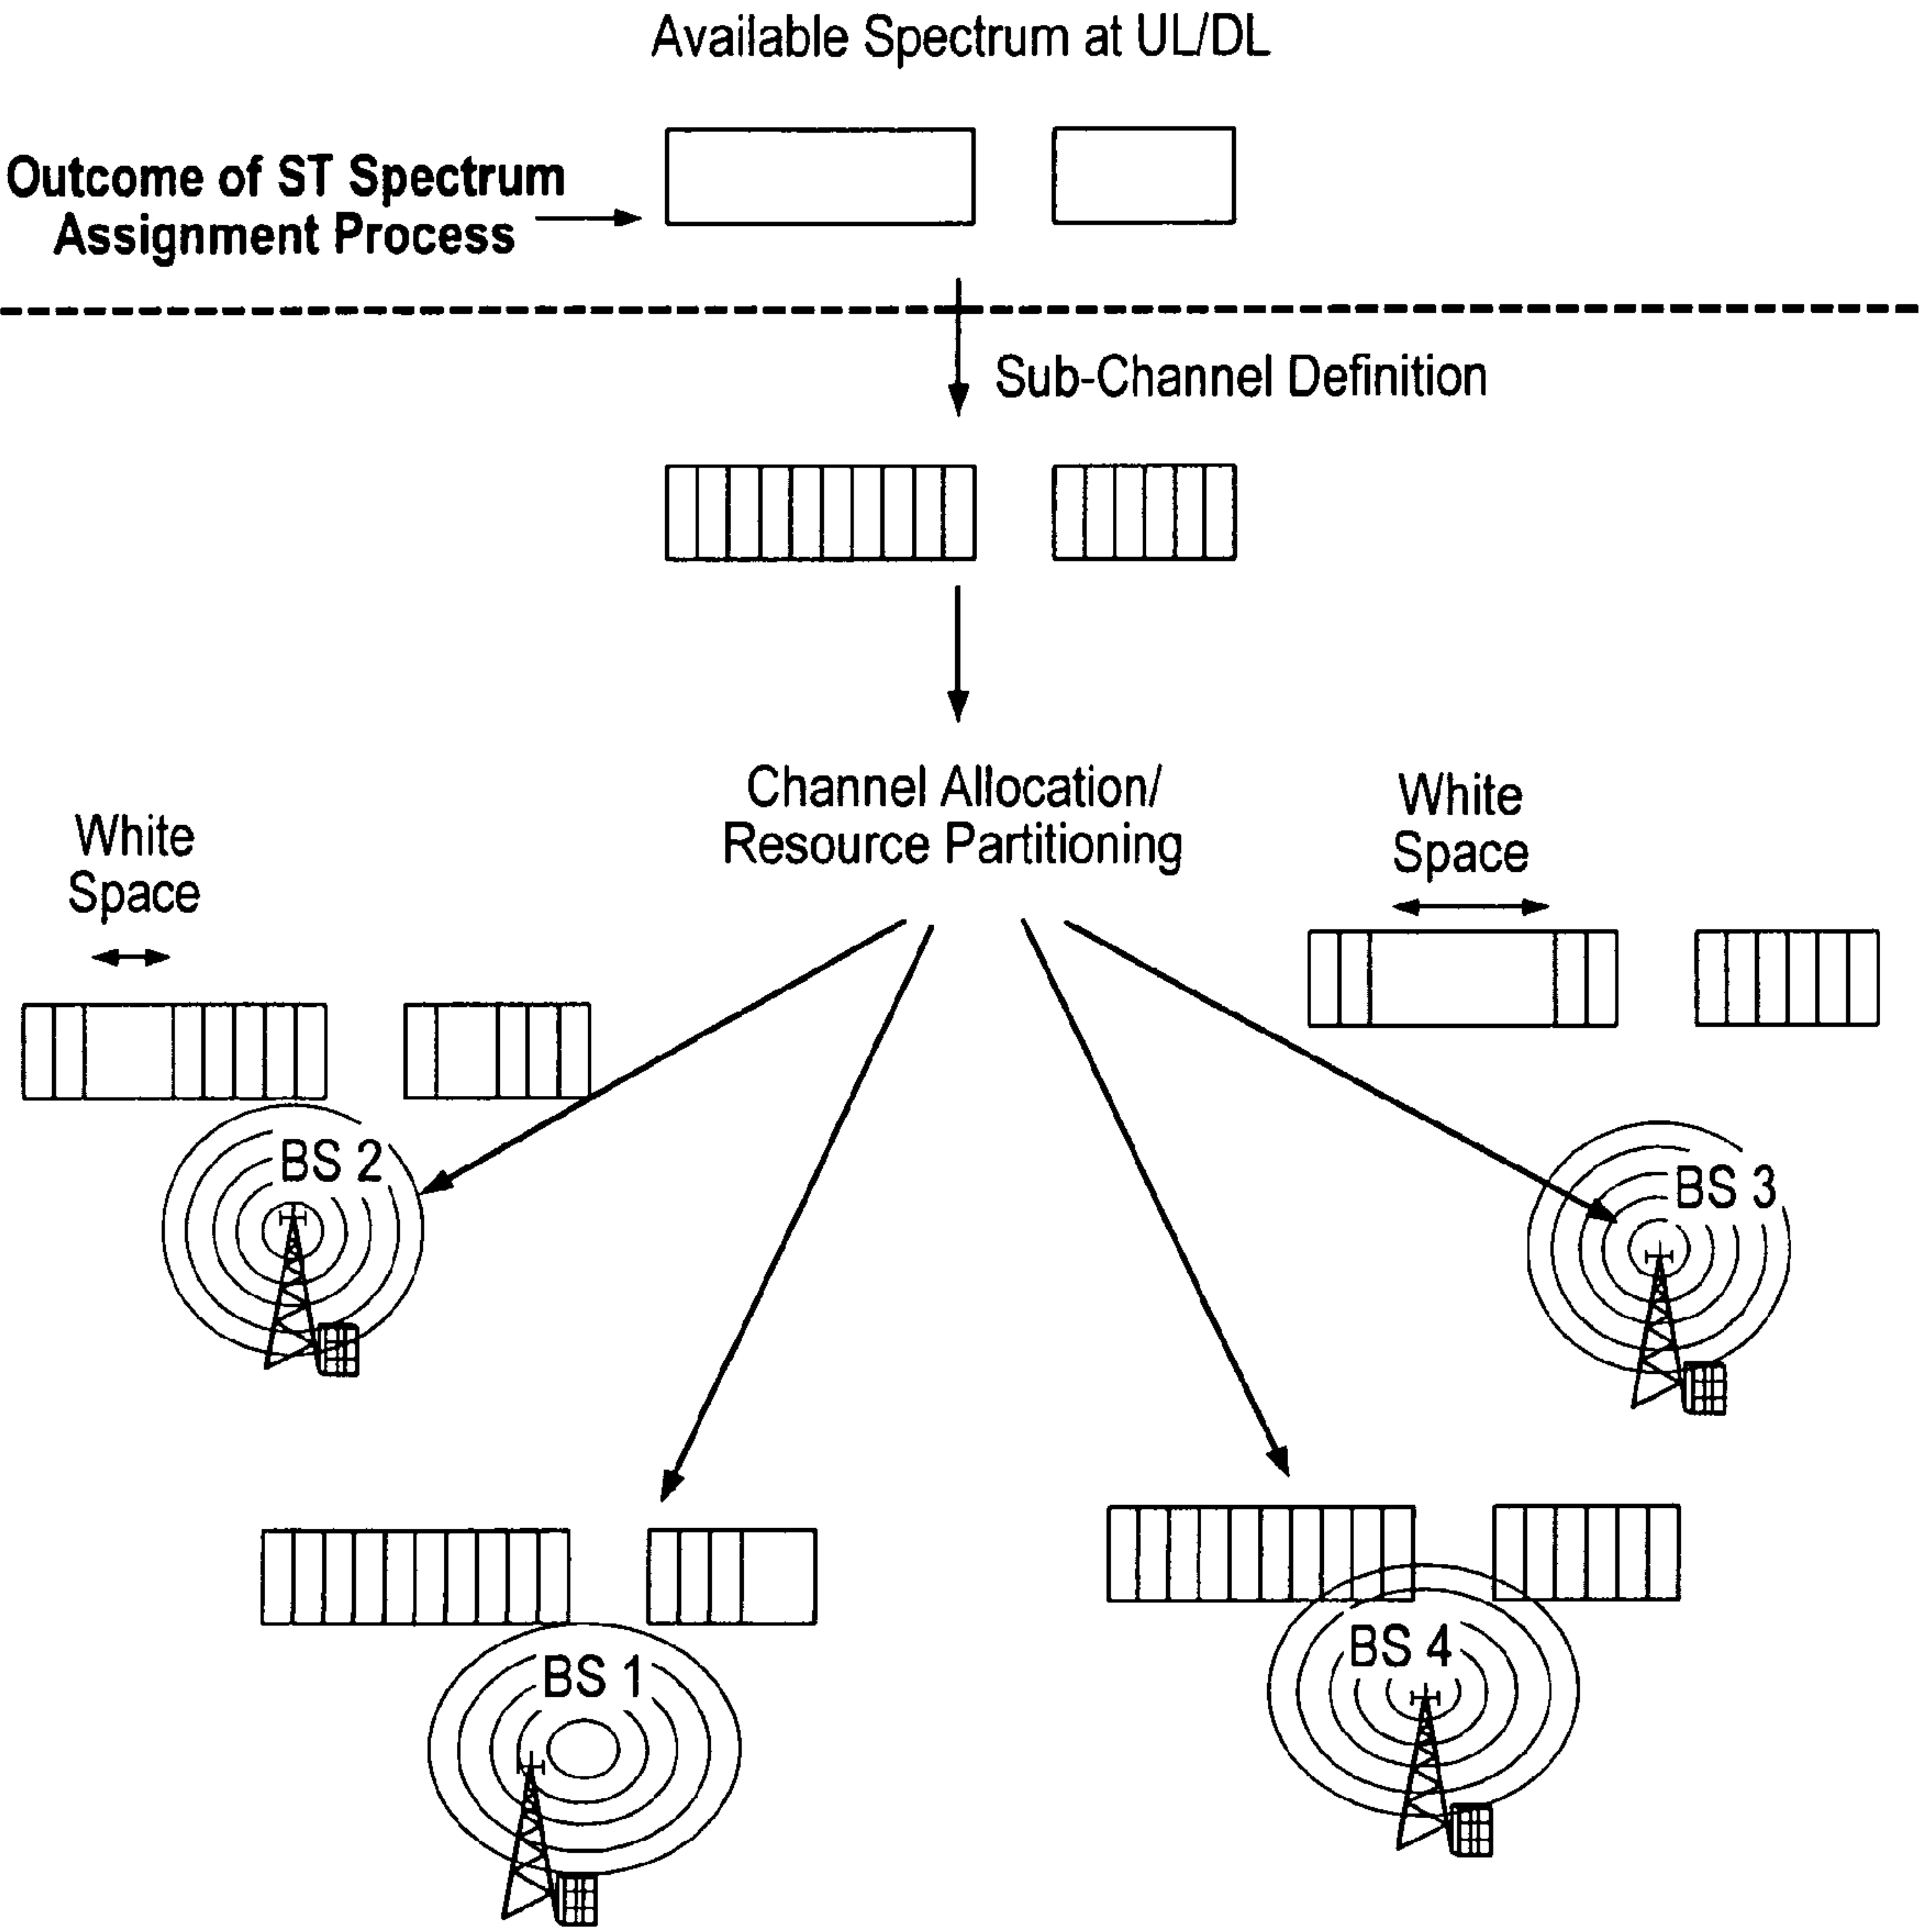 Available Spectrum at UL/DL
Outcome of ST Spectrum
Assignment Process
Sub-Channel Definition
Channel Allocation/
Resource Partitioning
White
Space
White
Space
BS 2
BS 3
BS 1
BS 4